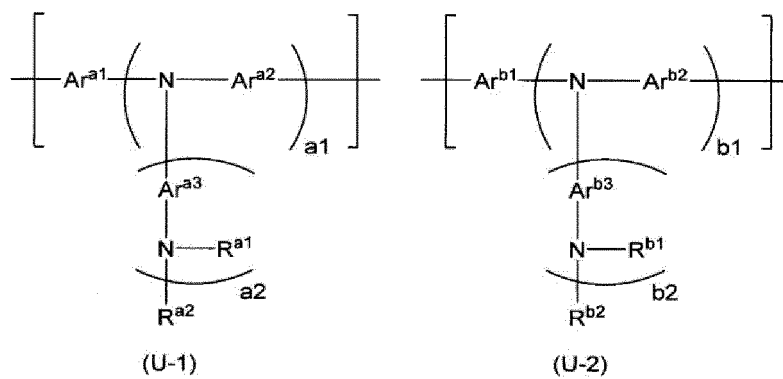 Ar^a1 N Ar^a2 Ar^b1 N Ar^b2
a1 b1
Ar^a3 Ar^b3
N R^a1 N R^b1
a2 b2
R^a2 R^b2
(U-1) (U-2)